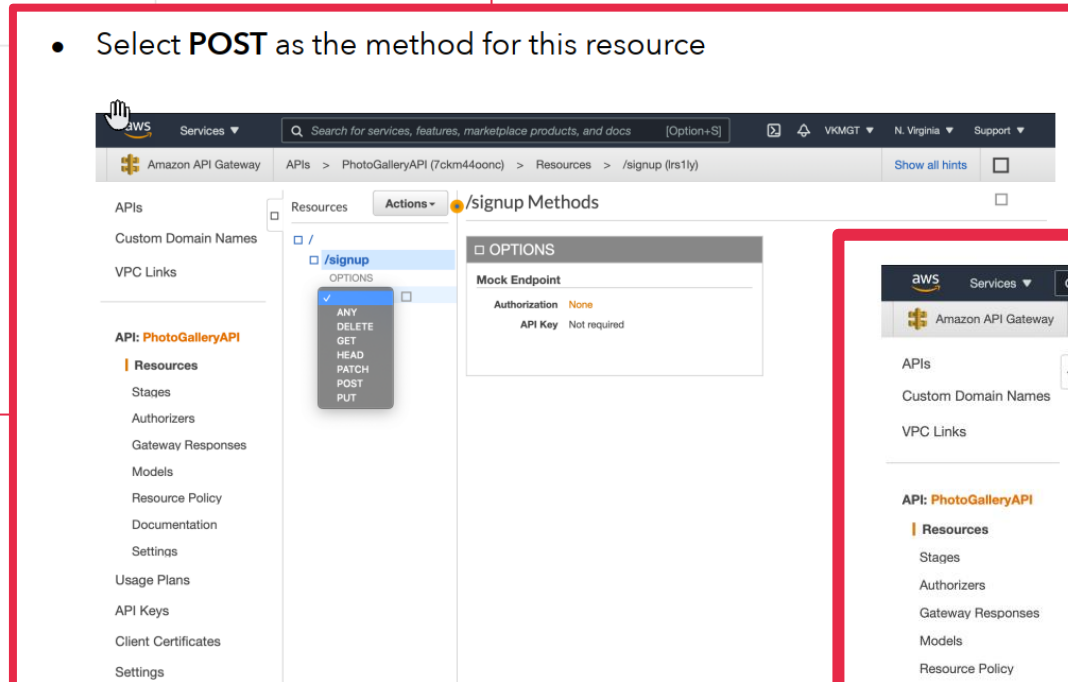 • Select POST as the method for this resource
aws Services ▼ Search for services, features, marketplace products, and docs [Option+S] VKMGT ▼ N. Virginia ▼ Support ▼
Amazon API Gateway APIs > PhotoGalleryAPI (7ckm44oonc) > Resources > /signup (lrs1ly) Show all hints
APIs
Custom Domain Names
VPC Links
API: PhotoGalleryAPI
Resources
Stages
Authorizers
Gateway Responses
Models
Resource Policy
Documentation
Settings
Usage Plans
API Keys
Client Certificates
Settings
Resources Actions
/
/signup
OPTIONS
✓
ANY
DELETE
GET
HEAD
PATCH
POST
PUT
/signup Methods
OPTIONS
Mock Endpoint
Authorization None
API Key Not required
aws Services ▼
Amazon API Gateway
APIs
Custom Domain Names
VPC Links
API: PhotoGalleryAPI
Resources
Stages
Authorizers
Gateway Responses
Models
Resource Policy